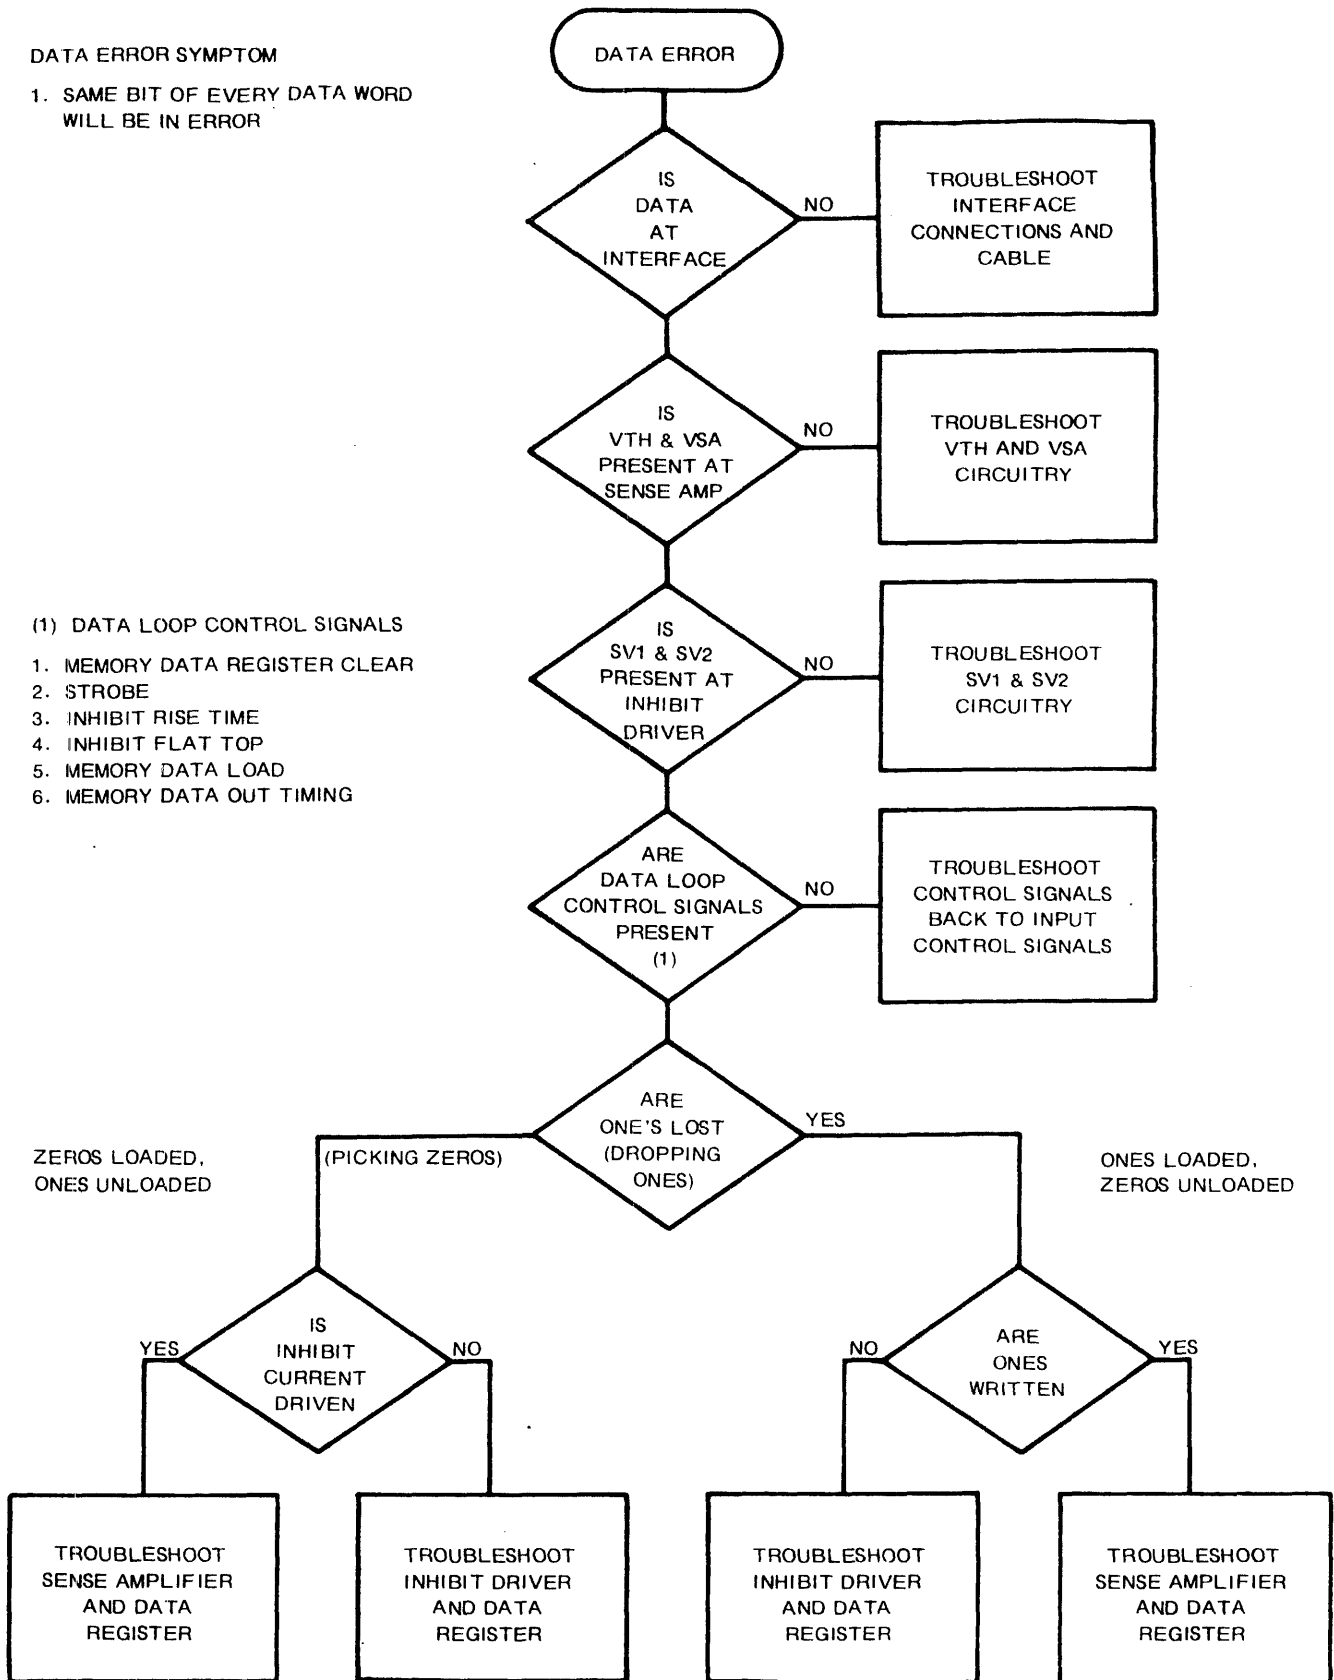 DATA ERROR SYMPTOM
1. SAME BIT OF EVERY DATA WORD
WILL BE IN ERROR
DATA ERROR
IS
DATA
AT
INTERFACE
NO
TROUBLESHOOT
INTERFACE
CONNECTIONS AND
CABLE
IS
VTH & VSA
PRESENT AT
SENSE AMP
NO
TROUBLESHOOT
VTH AND VSA
CIRCUITRY
(1) DATA LOOP CONTROL SIGNALS
1. MEMORY DATA REGISTER CLEAR
2. STROBE
3. INHIBIT RISE TIME
4. INHIBIT FLAT TOP
5. MEMORY DATA LOAD
6. MEMORY DATA OUT TIMING
IS
SV1 & SV2
PRESENT AT
INHIBIT
DRIVER
NO
TROUBLESHOOT
SV1 & SV2
CIRCUITRY
ARE
DATA LOOP
CONTROL SIGNALS
PRESENT
(1)
NO
TROUBLESHOOT
CONTROL SIGNALS
BACK TO INPUT
CONTROL SIGNALS
ARE
ONE'S LOST
(DROPPING
ONES)
YES
(PICKING ZEROS)
ZEROS LOADED,
ONES UNLOADED
ONES LOADED,
ZEROS UNLOADED
IS
INHIBIT
CURRENT
DRIVEN
YES
NO
ARE
ONES
WRITTEN
NO
YES
TROUBLESHOOT
SENSE AMPLIFIER
AND DATA
REGISTER
TROUBLESHOOT
INHIBIT DRIVER
AND DATA
REGISTER
TROUBLESHOOT
INHIBIT DRIVER
AND DATA
REGISTER
TROUBLESHOOT
SENSE AMPLIFIER
AND DATA
REGISTER